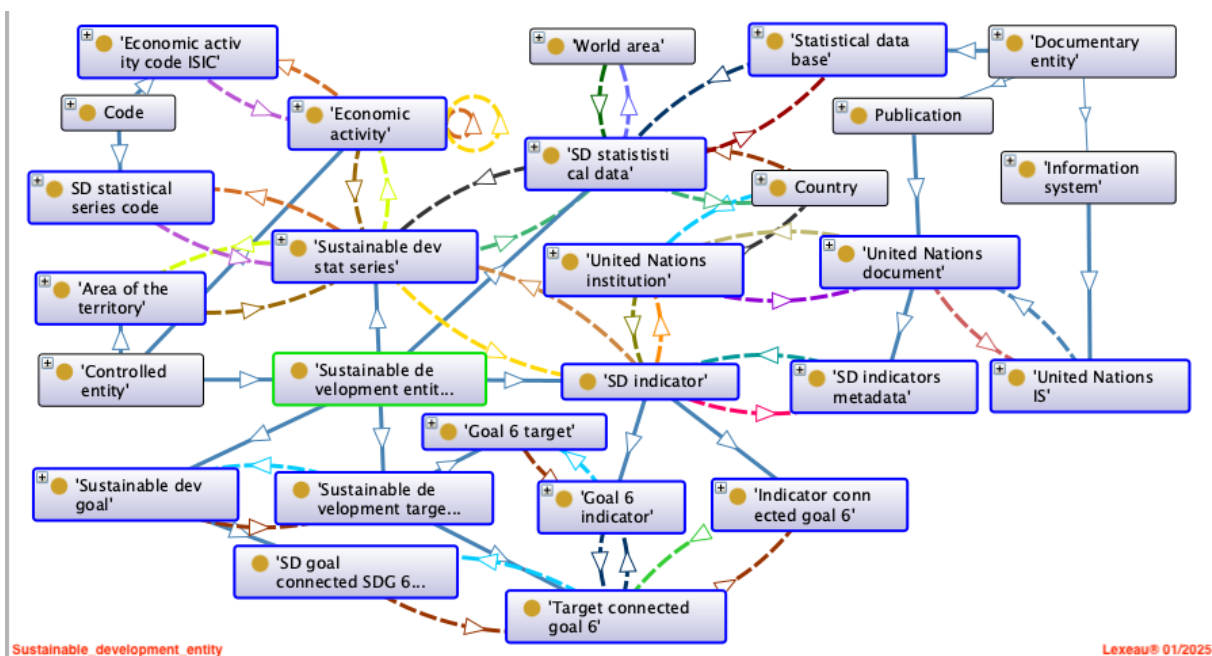 'Economic activ
ity code ISIC'
'World area'
'Statistical data
base'
'Documentary
entity'
Code
'Economic
activity'
Publication
'SD statististi
cal data'
'Information
system'
SD statistical
series code
Country
'Sustainable dev
stat series'
'United Nations
institution'
'United Nations
document'
'Area of the
territory'
'Controlled
entity'
'Sustainable de
velopment entit...
'SD indicator'
'SD indicators
metadata'
'United Nations
IS'
'Goal 6 target'
'Sustainable dev
goal'
'Sustainable de
velopment targe...
'Goal 6
indicator'
'Indicator conn
ected goal 6'
'SD goal
connected SDG 6...
'Target connected
goal 6'
Sustainable_development_entity
Lexeau® 01/2025